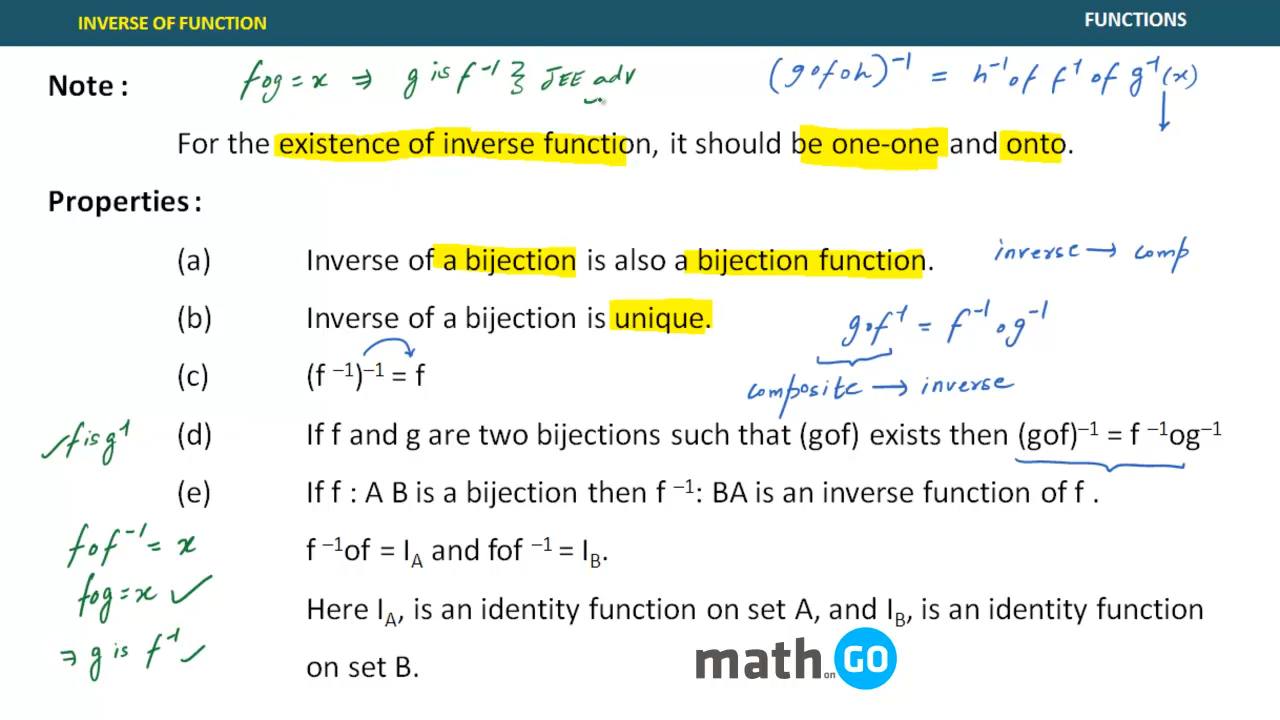 INVERSE OF FUNCTION
FUNCTIONS
Note :
fog = x ⇒ g is f⁻¹ } JEE adv
(gofoh)⁻¹ = h⁻¹ of f⁻¹ of g⁻¹(x)
For the existence of inverse function, it should be one-one and onto.
Properties :
(a) Inverse of a bijection is also a bijection function.
inverse → comp
(b) Inverse of a bijection is unique.
gof⁻¹ = f⁻¹og⁻¹
(c) (f ⁻¹)⁻¹ = f
composite → inverse
f is g⁻¹
(d) If f and g are two bijections such that (gof) exists then (gof)⁻¹ = f ⁻¹og⁻¹
(e) If f : A B is a bijection then f ⁻¹: BA is an inverse function of f .
fof⁻¹ = x
f ⁻¹of = I_A and fof ⁻¹ = I_B.
fog = x ✓
Here I_A, is an identity function on set A, and I_B, is an identity function
⇒ g is f⁻¹ ✓
on set B.
math on GO